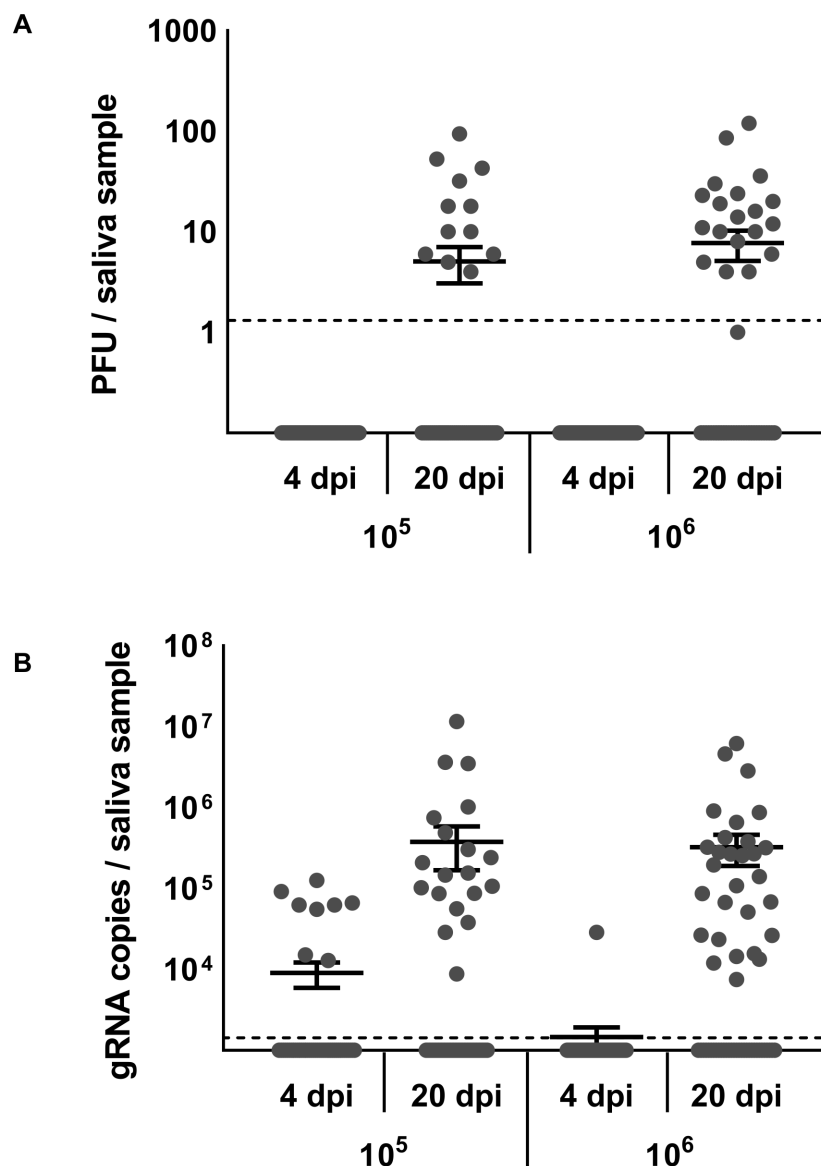 A
1000
100
10
1
PFU / saliva sample
4 dpi 20 dpi 4 dpi 20 dpi
10⁵ 10⁶
B
10⁸
10⁷
10⁶
10⁵
10⁴
gRNA copies / saliva sample
4 dpi 20 dpi 4 dpi 20 dpi
10⁵ 10⁶